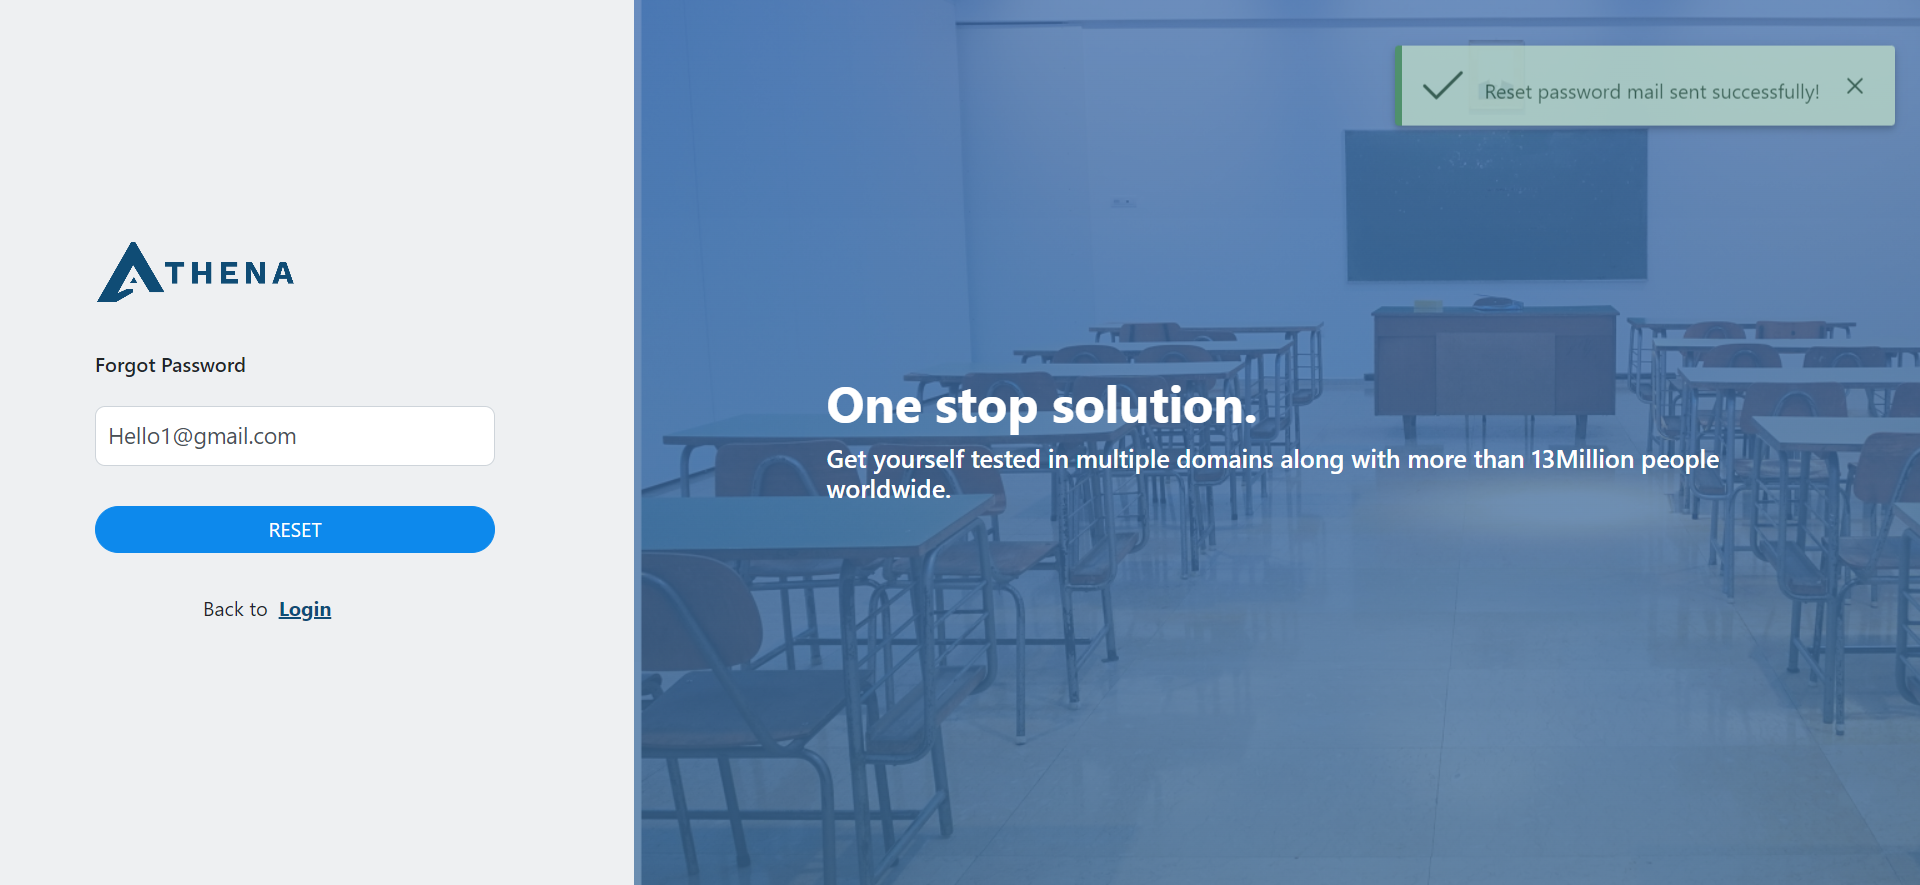 ATHENA
Forgot Password
Hello1@gmail.com
RESET
Back to Login
Reset password mail sent successfully!
One stop solution.
Get yourself tested in multiple domains along with more than 13Million people
worldwide.